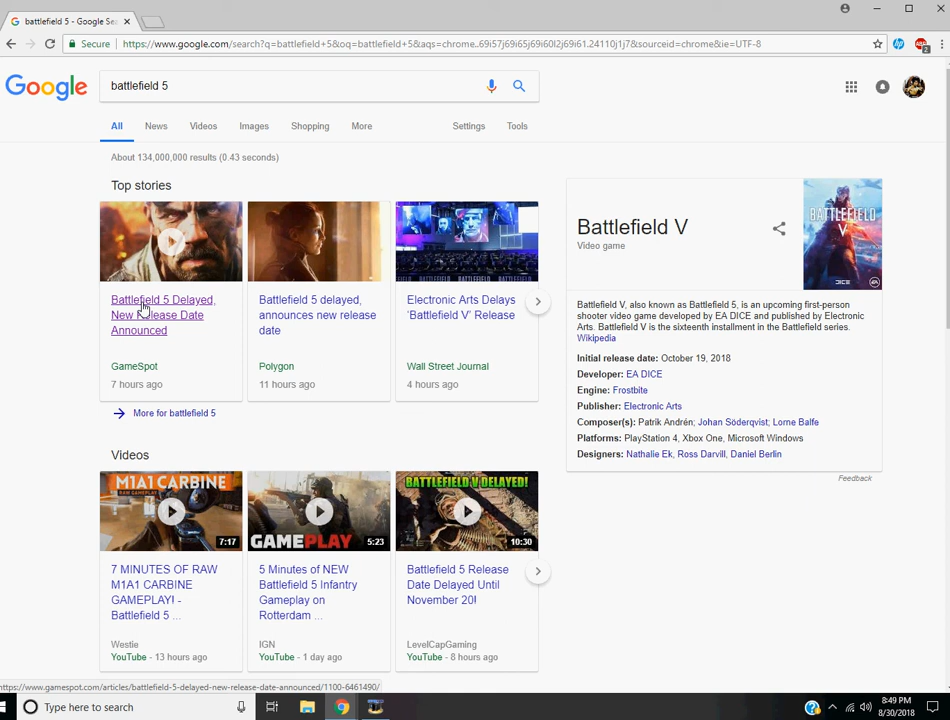 battlefield 5 - Google Sea
Secure
https://www.google.com/search?q=battlefield+5&oq=battlefield+5&aqs=chrome..69i57j69i65j69i60l2j69i61.24110j1j7&sourceid=chrome&ie=UTF-8
2
Google
battlefield 5
All News Videos Images Shopping More Settings Tools
About 134,000,000 results (0.43 seconds)
Top stories
Battlefield 5 Delayed,
New Release Date
Announced
GameSpot
7 hours ago
Battlefield 5 delayed,
announces new release
date
Polygon
11 hours ago
Electronic Arts Delays
'Battlefield V' Release
Wall Street Journal
4 hours ago
More for battlefield 5
Videos
M1A1 CARBINE
RAW GAMEPLAY
7:17
7 MINUTES OF RAW
M1A1 CARBINE
GAMEPLAY! -
Battlefield 5 ...
Westie
YouTube - 13 hours ago
GAMEPLAY
5:23
5 Minutes of NEW
Battlefield 5 Infantry
Gameplay on
Rotterdam ...
IGN
YouTube - 1 day ago
BATTLEFIELD V DELAYED!
10:30
Battlefield 5 Release
Date Delayed Until
November 20!
LevelCapGaming
YouTube - 8 hours ago
Battlefield V
Video game
BATTLEFIELD
V
DICE
EA
Battlefield V, also known as Battlefield 5, is an upcoming first-person
shooter video game developed by EA DICE and published by Electronic
Arts. Battlefield V is the sixteenth installment in the Battlefield series.
Wikipedia
Initial release date: October 19, 2018
Developer: EA DICE
Engine: Frostbite
Publisher: Electronic Arts
Composer(s): Patrik Andrén; Johan Söderqvist; Lorne Balfe
Platforms: PlayStation 4, Xbox One, Microsoft Windows
Designers: Nathalie Ek, Ross Darvill, Daniel Berlin
Feedback
https://www.gamespot.com/articles/battlefield-5-delayed-new-release-date-announced/1100-6461490/
Type here to search
8:49 PM
8/30/2018